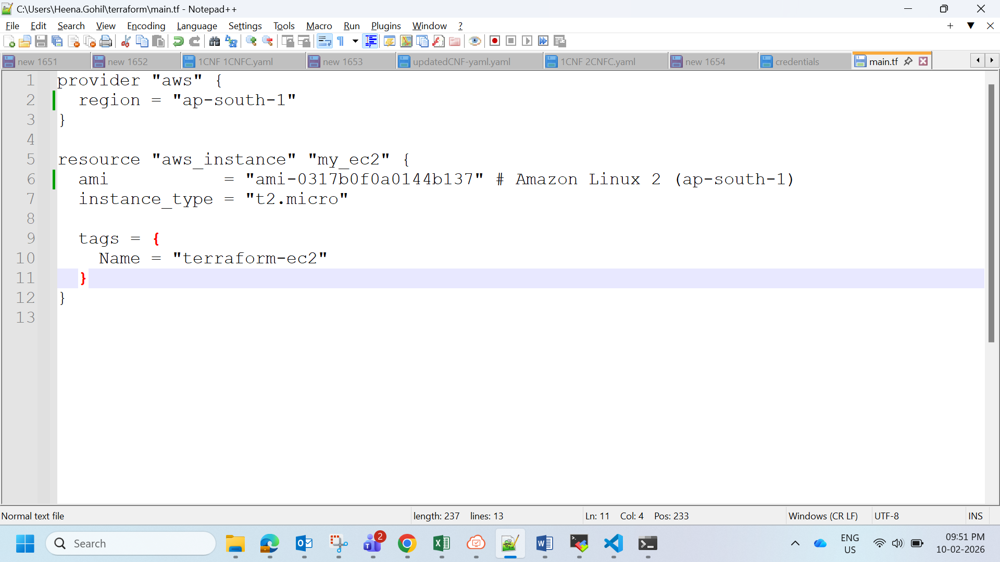 C:\Users\Heena.Gohil\terraform\main.tf - Notepad++
File Edit Search View Encoding Language Settings Tools Macro Run Plugins Window ?
new 1651 new 1652 1CNF 1CNFC.yaml new 1653 updatedCNF-yaml.yaml 1CNF 2CNFC.yaml new 1654 credentials main.tf
1 provider "aws" {
2 region = "ap-south-1"
3 }
4
5 resource "aws_instance" "my_ec2" {
6 ami = "ami-0317b0f0a0144b137" # Amazon Linux 2 (ap-south-1)
7 instance_type = "t2.micro"
8
9 tags = {
10 Name = "terraform-ec2"
11 }
12 }
13
Normal text file length: 237 lines: 13 Ln: 11 Col: 4 Pos: 233 Windows (CR LF) UTF-8 INS
Search 2 ENG US 09:51 PM 10-02-2026